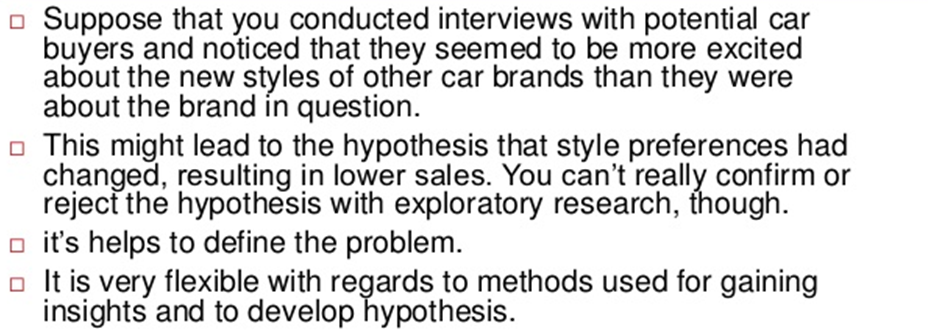 Suppose that you conducted interviews with potential car
buyers and noticed that they seemed to be more excited
about the new styles of other car brands than they were
about the brand in question.
This might lead to the hypothesis that style preferences had
changed, resulting in lower sales. You can't really confirm or
reject the hypothesis with exploratory research, though.
it's helps to define the problem.
It is very flexible with regards to methods used for gaining
insights and to develop hypothesis.